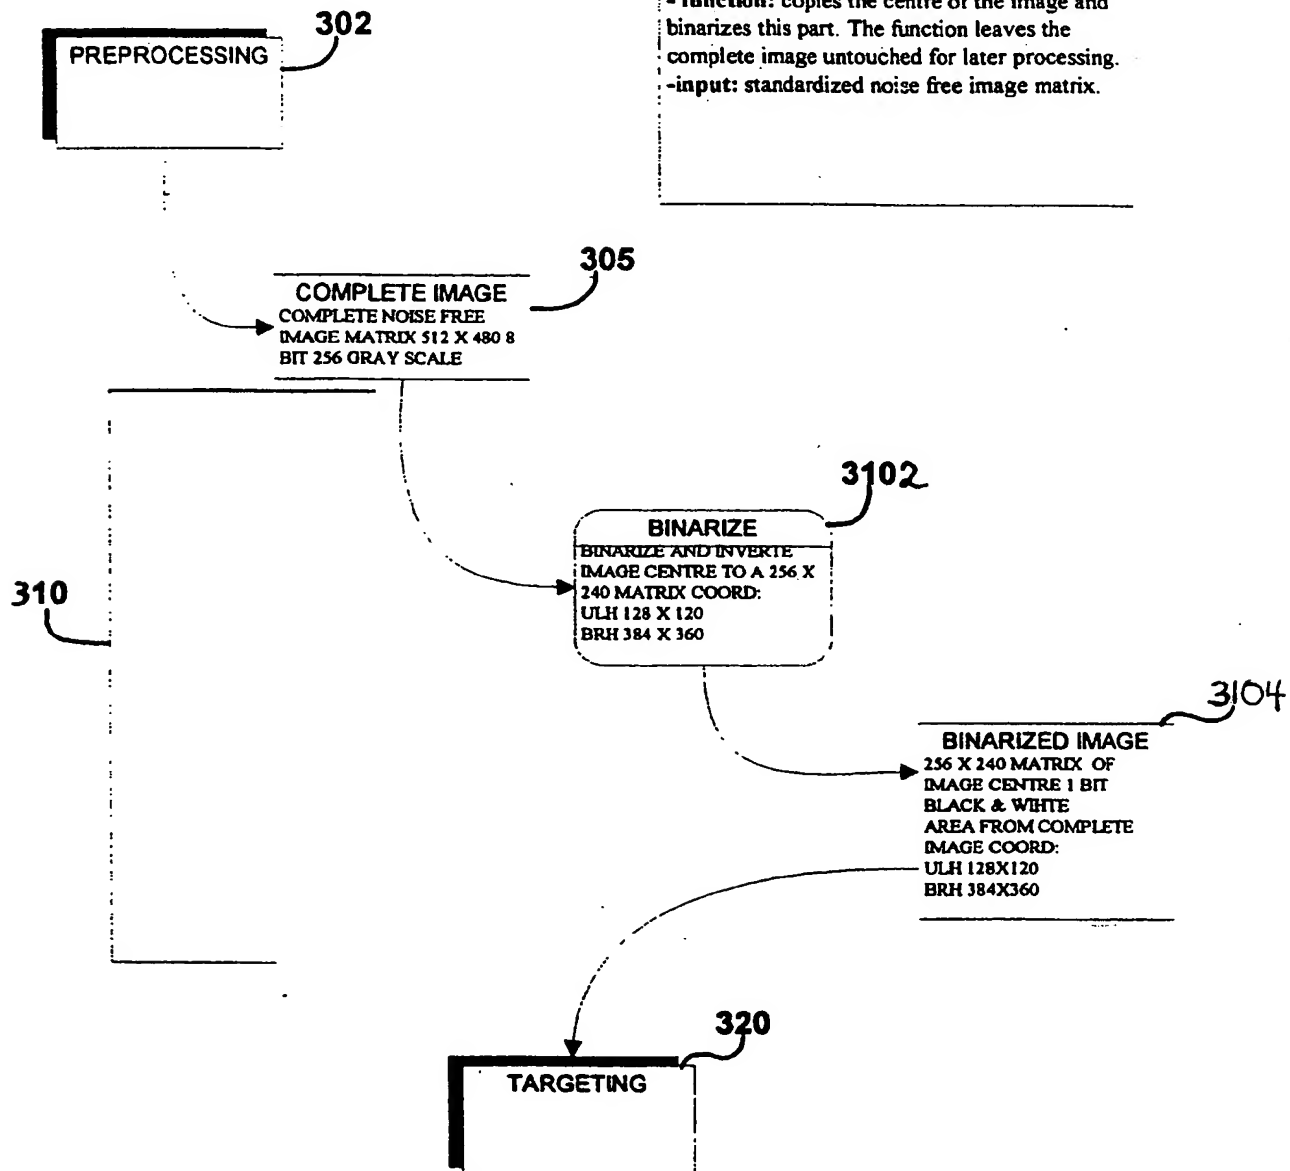 302
PREPROCESSING
- function: copies the centre of the image and
binarizes this part. The function leaves the
complete image untouched for later processing.
-input: standardized noise free image matrix.
305
COMPLETE IMAGE
COMPLETE NOISE FREE
IMAGE MATRIX 512 X 480 8
BIT 256 GRAY SCALE
3102
BINARIZE
BINARIZE AND INVERTE
IMAGE CENTRE TO A 256 X
240 MATRIX COORD:
ULH 128 X 120
BRH 384 X 360
310
3104
BINARIZED IMAGE
256 X 240 MATRIX OF
IMAGE CENTRE 1 BIT
BLACK & WIHTE
AREA FROM COMPLETE
IMAGE COORD:
ULH 128X120
BRH 384X360
320
TARGETING